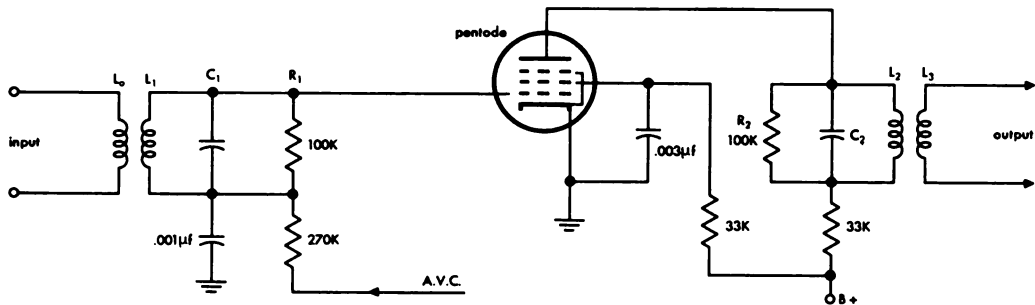 pentode
L₀ L₁ C₁ R₁
input
100K
.001µf
270K
A.V.C.
.003µf
33K
R₂
100K
C₂
L₂ L₃
output
33K
B+